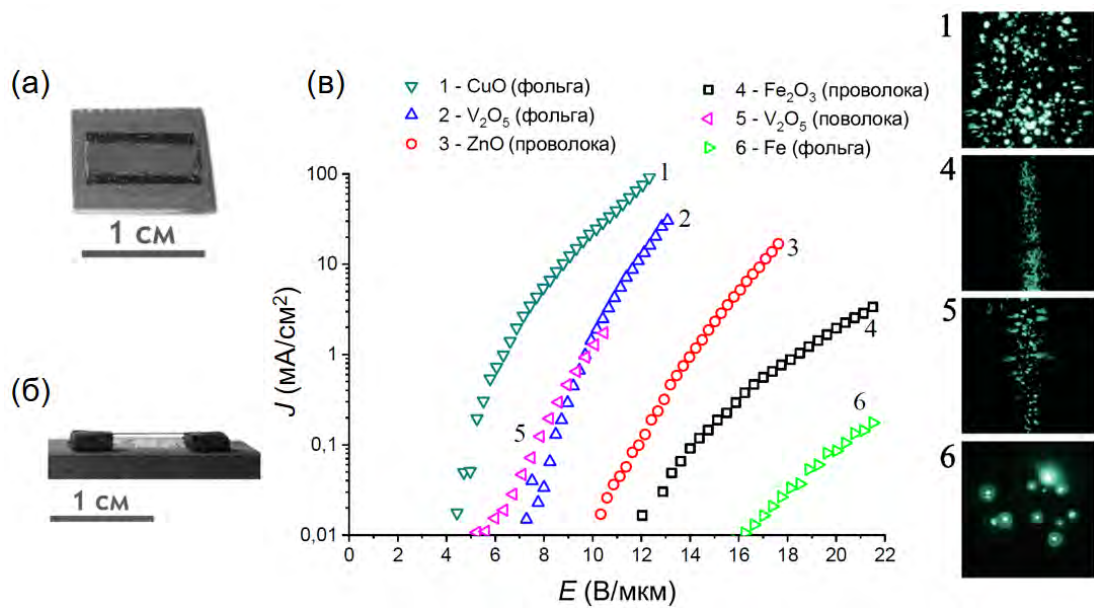 (а)
1 см
(б)
1 см
(в)
1 - CuO (фольга)
2 - V₂O₅ (фольга)
3 - ZnO (проволока)
4 - Fe₂O₃ (проволока)
5 - V₂O₅ (поволока)
6 - Fe (фольга)
J (мА/см²)
100
10
1
0,1
0,01
0 2 4 6 8 10 12 14 16 18 20 22
E (В/мкм)
1
2
3
4
5
6
1
4
5
6